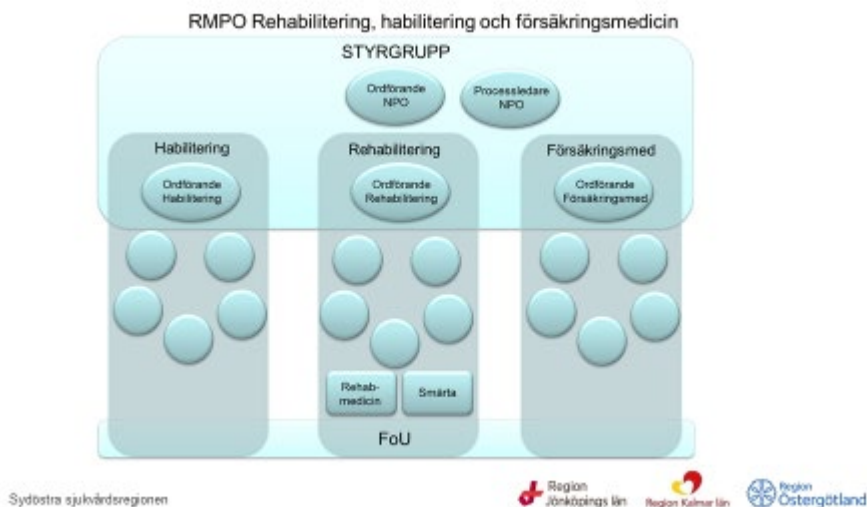 RMPO Rehabilitering, habilitering och försäkringsmedicin
STYRGRUPP
Ordförande
NPO
Processledare
NPO
Habilitering
Rehabilitering
Försäkringsmed
Ordförande
Habilitering
Ordförande
Rehabilitering
Ordförande
Försäkringsmed
Rehab-
medicin
Smärta
FoU
Sydöstra sjukvårdsregionen
Region
Jönköpings län
Region Kalmar län
Region
Östergötland